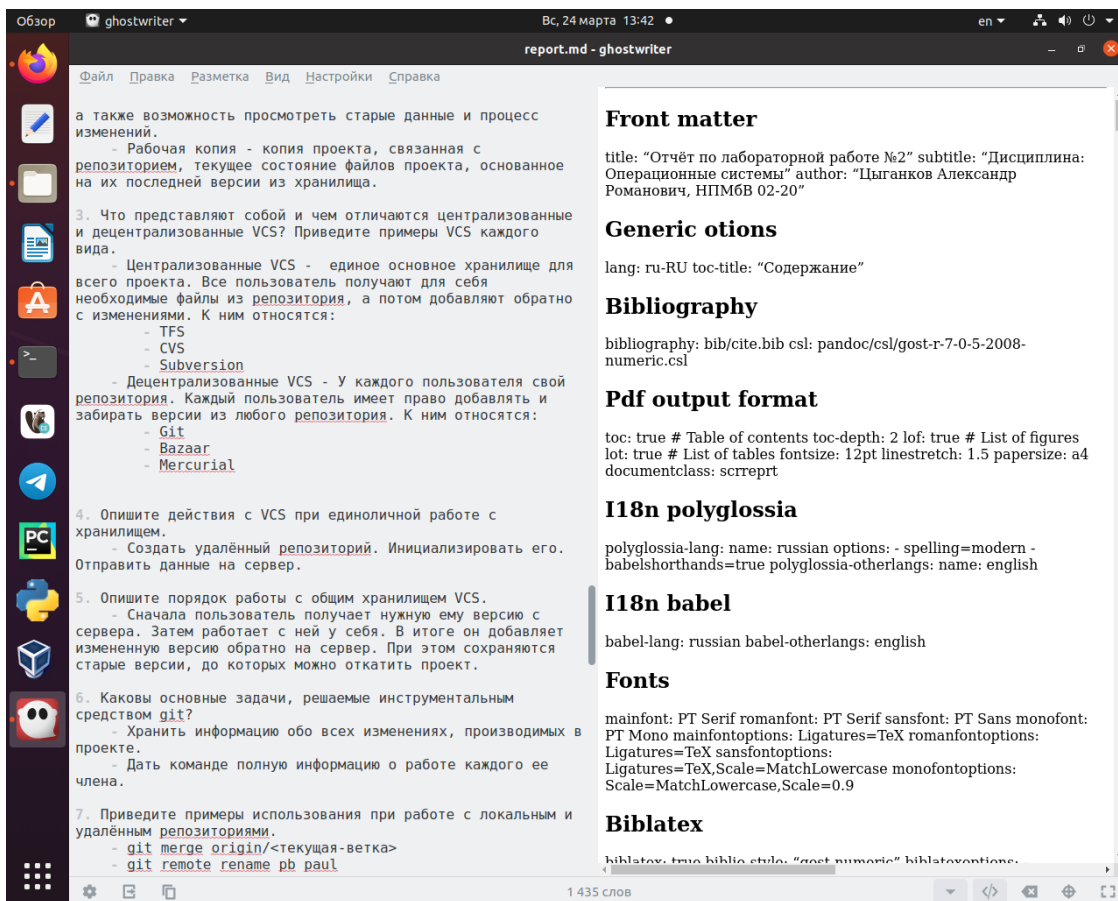 Обзор
ghostwriter
Вс, 24 марта 13:42
en
report.md - ghostwriter
Файл Правка Разметка Вид Настройки Справка
а также возможность просмотреть старые данные и процесс
изменений.
- Рабочая копия - копия проекта, связанная с
репозиторием, текущее состояние файлов проекта, основанное
на их последней версии из хранилища.
3. Что представляют собой и чем отличаются централизованные
и децентрализованные VCS? Приведите примеры VCS каждого
вида.
- Централизованные VCS -  единое основное хранилище для
всего проекта. Все пользователь получают для себя
необходимые файлы из репозитория, а потом добавляют обратно
с изменениями. К ним относятся:
- TFS
- CVS
- Subversion
- Децентрализованные VCS - У каждого пользователя свой
репозитория. Каждый пользователь имеет право добавлять и
забирать версии из любого репозитория. К ним относятся:
- Git
- Bazaar
- Mercurial
4. Опишите действия с VCS при единоличной работе с
хранилищем.
- Создать удалённый репозиторий. Инициализировать его.
Отправить данные на сервер.
5. Опишите порядок работы с общим хранилищем VCS.
- Сначала пользователь получает нужную ему версию с
сервера. Затем работает с ней у себя. В итоге он добавляет
измененную версию обратно на сервер. При этом сохраняются
старые версии, до которых можно откатить проект.
6. Каковы основные задачи, решаемые инструментальным
средством git?
- Хранить информацию обо всех изменениях, производимых в
проекте.
- Дать команде полную информацию о работе каждого ее
члена.
7. Приведите примеры использования при работе с локальным и
удалённым репозиториями.
- git merge origin/<текущая-ветка>
- git remote rename pb paul
Front matter
title: “Отчёт по лабораторной работе №2” subtitle: “Дисциплина:
Операционные системы” author: “Цыганков Александр
Романович, НПМбВ 02-20”
Generic otions
lang: ru-RU toc-title: “Содержание”
Bibliography
bibliography: bib/cite.bib csl: pandoc/csl/gost-r-7-0-5-2008-
numeric.csl
Pdf output format
toc: true # Table of contents toc-depth: 2 lof: true # List of figures
lot: true # List of tables fontsize: 12pt linestretch: 1.5 papersize: a4
documentclass: scrreprt
I18n polyglossia
polyglossia-lang: name: russian options: - spelling=modern -
babelshorthands=true polyglossia-otherlangs: name: english
I18n babel
babel-lang: russian babel-otherlangs: english
Fonts
mainfont: PT Serif romanfont: PT Serif sansfont: PT Sans monofont:
PT Mono mainfontoptions: Ligatures=TeX romanfontoptions:
Ligatures=TeX sansfontoptions:
Ligatures=TeX,Scale=MatchLowercase monofontoptions:
Scale=MatchLowercase,Scale=0.9
Biblatex
biblatex: true biblio-style: “gost-numeric” biblatexoptions: -
1 435 слов